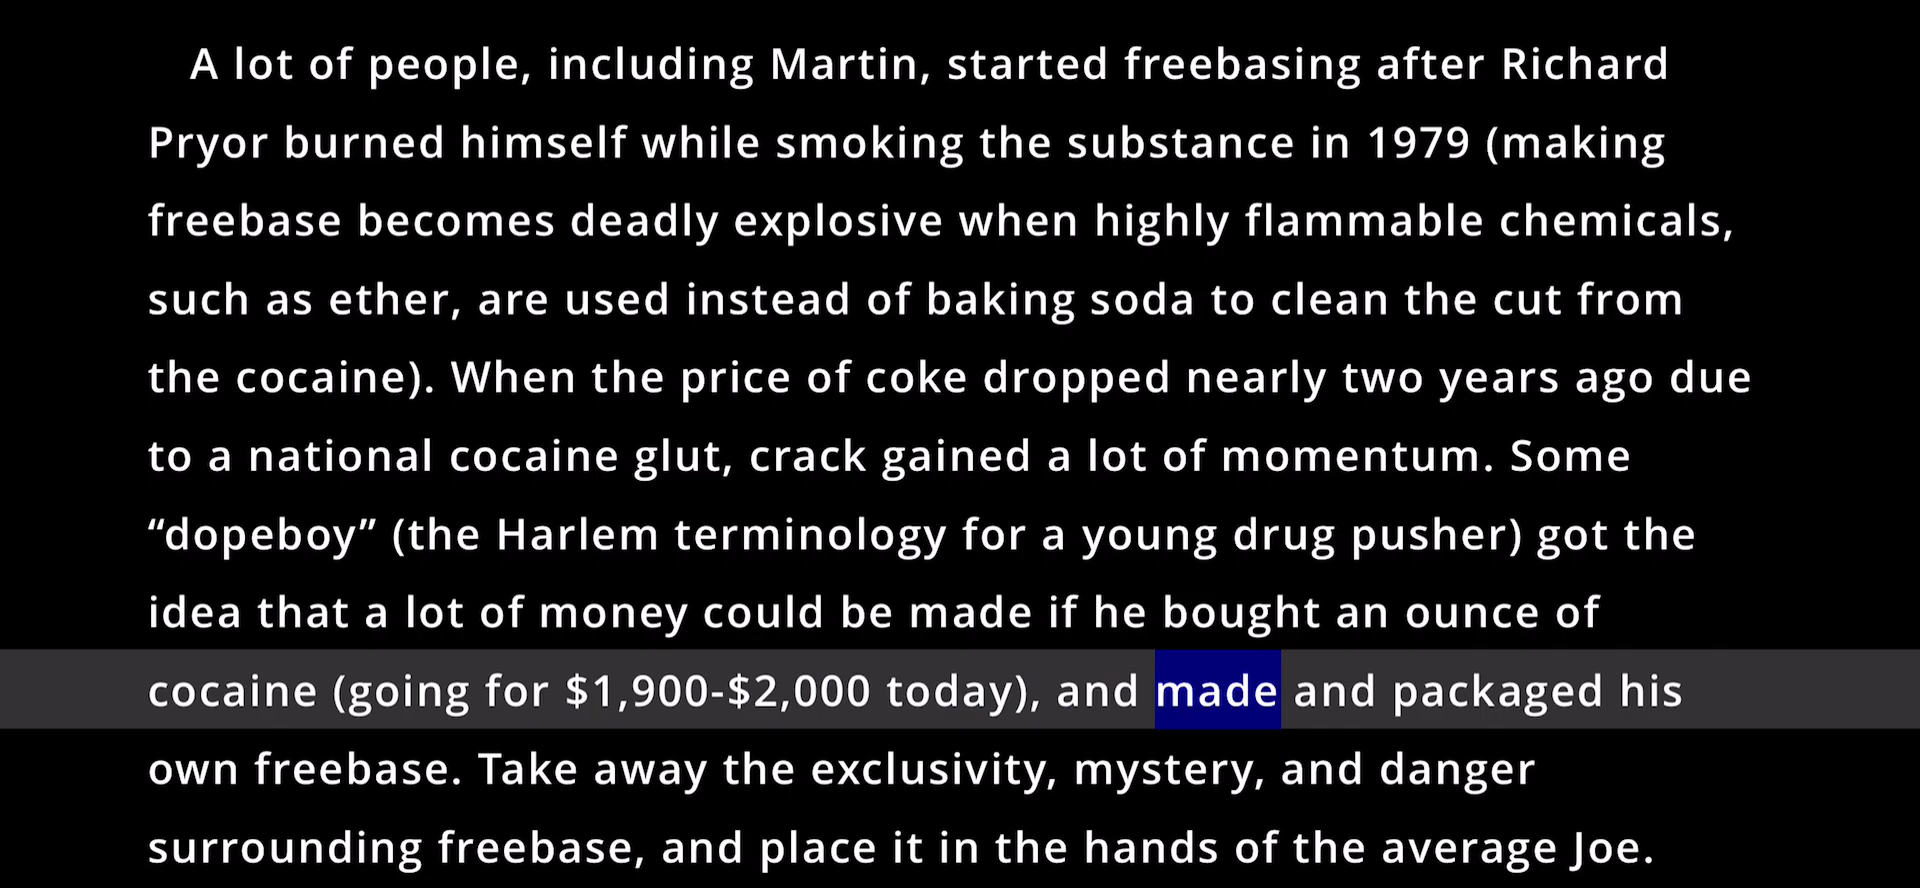 A lot of people, including Martin, started freebasing after Richard
Pryor burned himself while smoking the substance in 1979 (making
freebase becomes deadly explosive when highly flammable chemicals,
such as ether, are used instead of baking soda to clean the cut from
the cocaine). When the price of coke dropped nearly two years ago due
to a national cocaine glut, crack gained a lot of momentum. Some
“dopeboy” (the Harlem terminology for a young drug pusher) got the
idea that a lot of money could be made if he bought an ounce of
cocaine (going for $1,900-$2,000 today), and made and packaged his
own freebase. Take away the exclusivity, mystery, and danger
surrounding freebase, and place it in the hands of the average Joe.